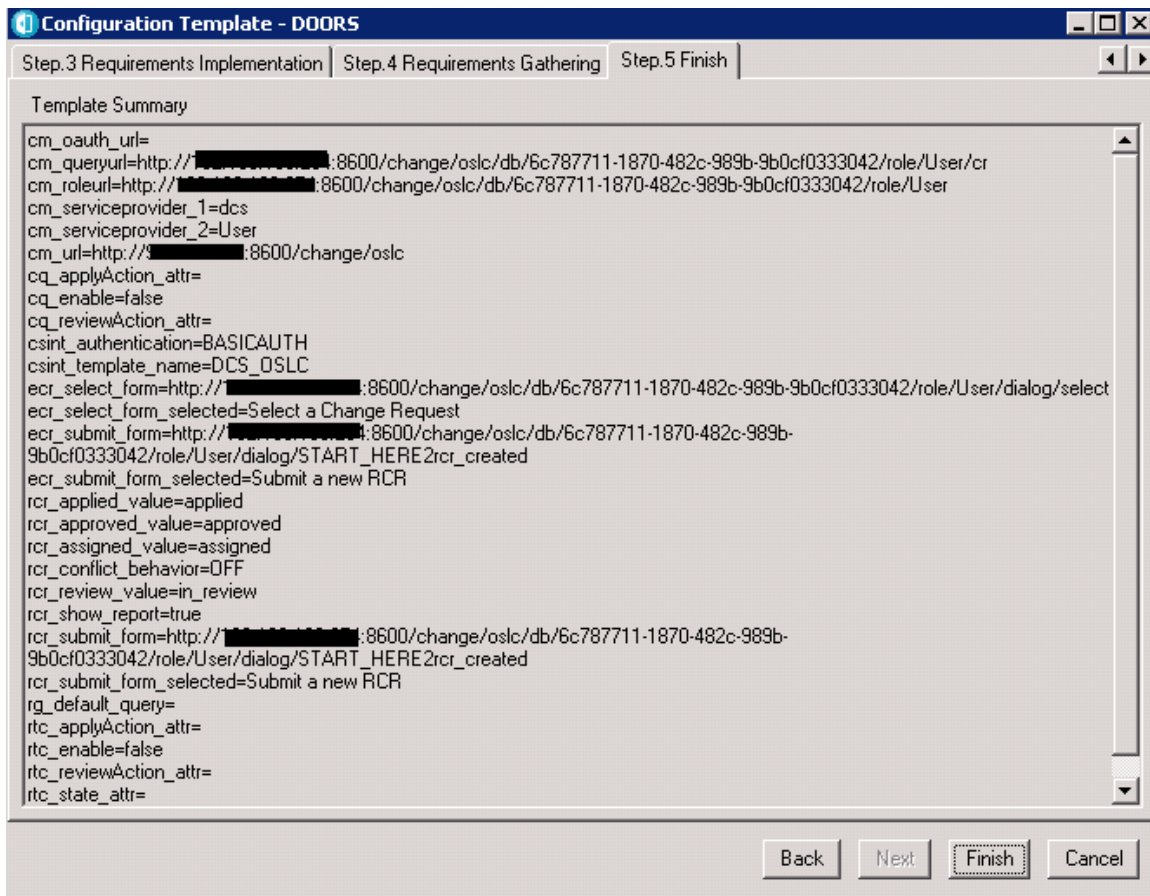 Configuration Template - DOORS
Step.3 Requirements Implementation Step.4 Requirements Gathering Step.5 Finish
Template Summary
cm_oauth_url=
cm_queryurl=http:// :8600/change/oslc/db/6c787711-1870-482c-989b-9b0cf0333042/role/User/cr
cm_roleurl=http:// :8600/change/oslc/db/6c787711-1870-482c-989b-9b0cf0333042/role/User
cm_serviceprovider_1=dcs
cm_serviceprovider_2=User
cm_url=http:// :8600/change/oslc
cq_applyAction_attr=
cq_enable=false
cq_reviewAction_attr=
csint_authentication=BASICAUTH
csint_template_name=DCS_OSLC
ecr_select_form=http:// :8600/change/oslc/db/6c787711-1870-482c-989b-9b0cf0333042/role/User/dialog/select
ecr_select_form_selected=Select a Change Request
ecr_submit_form=http:// :8600/change/oslc/db/6c787711-1870-482c-989b-
9b0cf0333042/role/User/dialog/START_HERE2rcr_created
ecr_submit_form_selected=Submit a new RCR
rcr_applied_value=applied
rcr_approved_value=approved
rcr_assigned_value=assigned
rcr_conflict_behavior=OFF
rcr_review_value=in_review
rcr_show_report=true
rcr_submit_form=http:// :8600/change/oslc/db/6c787711-1870-482c-989b-
9b0cf0333042/role/User/dialog/START_HERE2rcr_created
rcr_submit_form_selected=Submit a new RCR
rg_default_query=
rtc_applyAction_attr=
rtc_enable=false
rtc_reviewAction_attr=
rtc_state_attr=
Back Next Finish Cancel